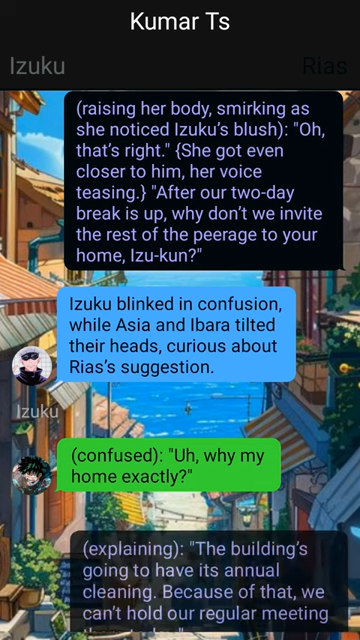 Kumar Ts
Izuku
Rias
(raising her body, smirking as
she noticed Izuku's blush): "Oh,
that's right." {She got even
closer to him, her voice
teasing.} "After our two-day
break is up, why don't we invite
the rest of the peerage to your
home, Izu-kun?"
Izuku blinked in confusion,
while Asia and Ibara tilted
their heads, curious about
Rias's suggestion.
Izuku
(confused): "Uh, why my
home exactly?"
(explaining): "The building's
going to have its annual
cleaning. Because of that, we
can't hold our regular meeting